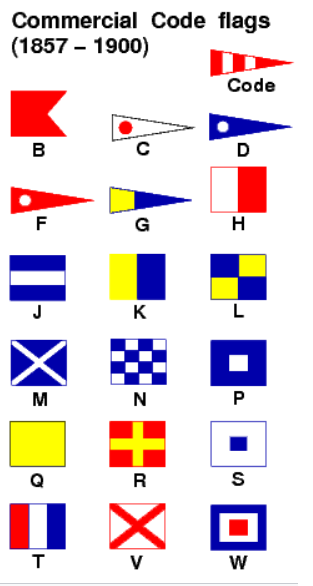 Commercial Code flags
(1857 – 1900)
Code
B C D
F G H
J K L
M N P
Q R S
T V W